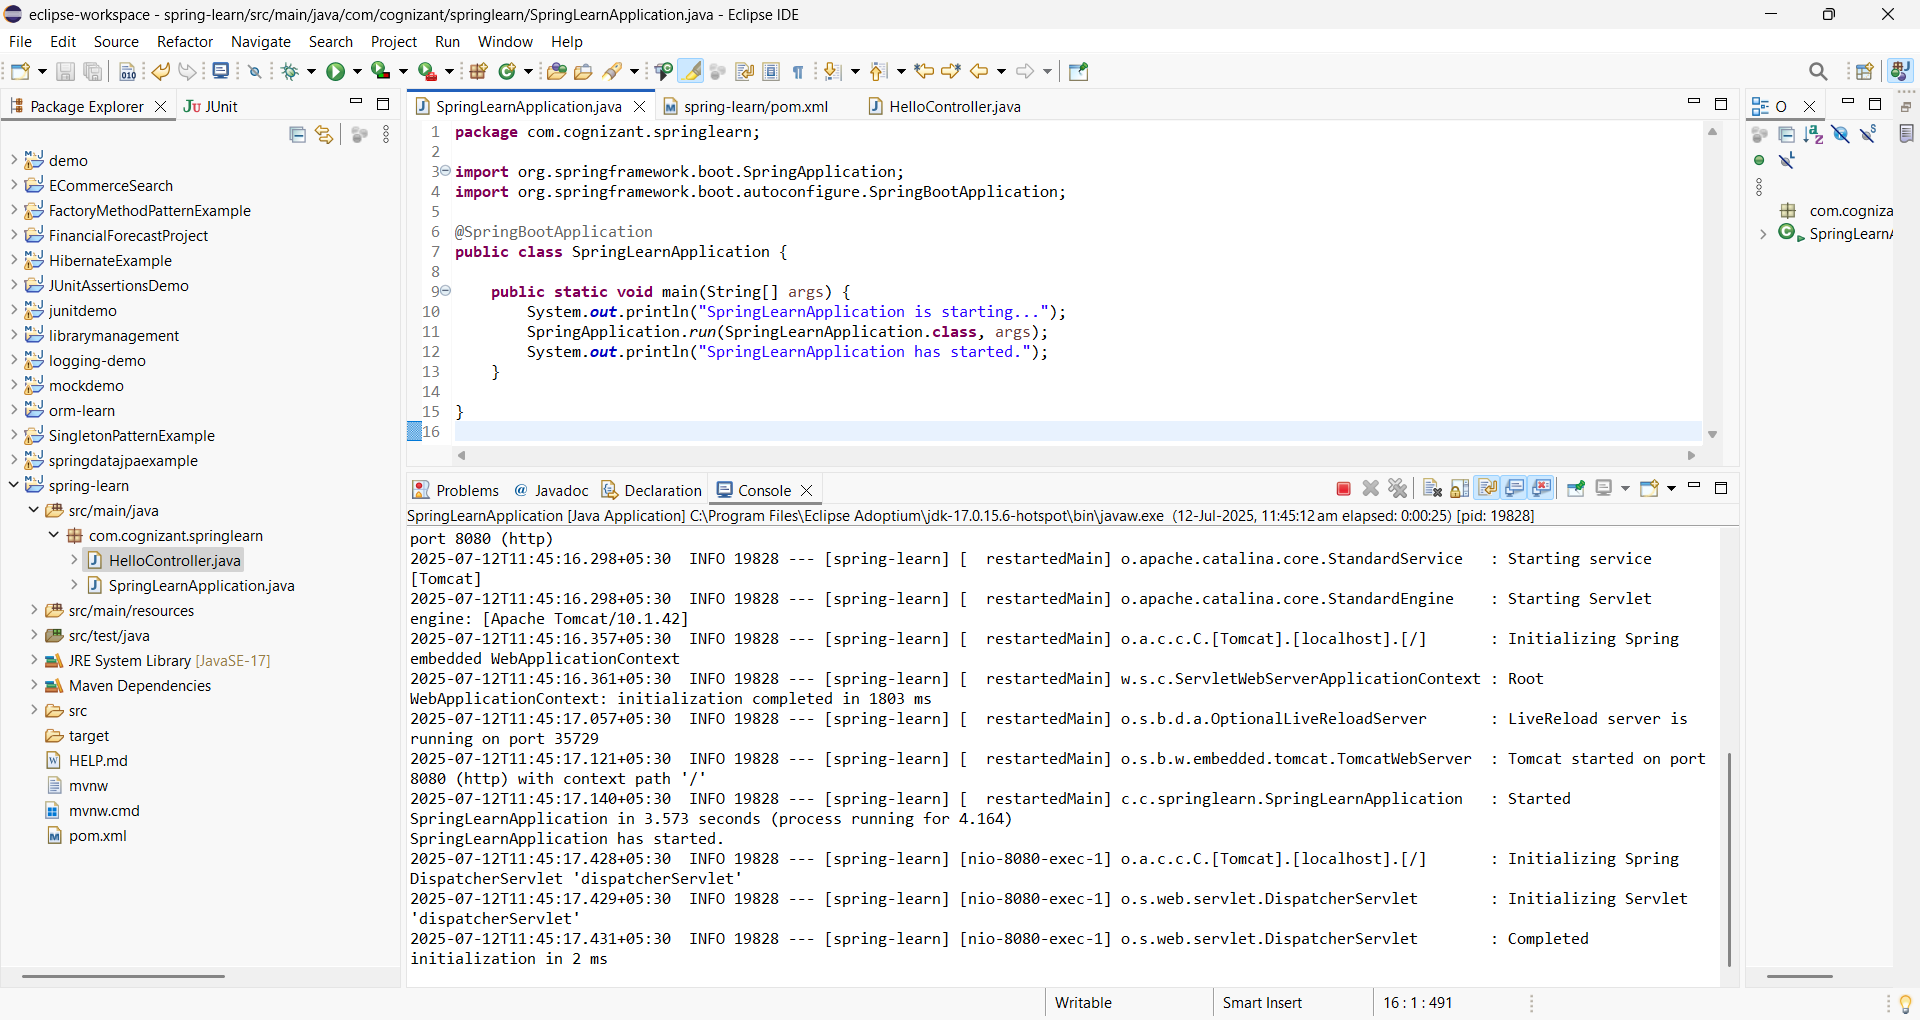 eclipse-workspace - spring-learn/src/main/java/com/cognizant/springlearn/SpringLearnApplication.java - Eclipse IDE
File Edit Source Refactor Navigate Search Project Run Window Help
Package Explorer
JUnit
demo
ECommerceSearch
FactoryMethodPatternExample
FinancialForecastProject
HibernateExample
JUnitAssertionsDemo
junitdemo
librarymanagement
logging-demo
mockdemo
orm-learn
SingletonPatternExample
springdatajpaexample
spring-learn
src/main/java
com.cognizant.springlearn
HelloController.java
SpringLearnApplication.java
src/main/resources
src/test/java
JRE System Library [JavaSE-17]
Maven Dependencies
src
target
HELP.md
mvnw
mvnw.cmd
pom.xml
SpringLearnApplication.java spring-learn/pom.xml HelloController.java
1 package com.cognizant.springlearn;
2
3 import org.springframework.boot.SpringApplication;
4 import org.springframework.boot.autoconfigure.SpringBootApplication;
5
6 @SpringBootApplication
7 public class SpringLearnApplication {
8
9 public static void main(String[] args) {
10 System.out.println("SpringLearnApplication is starting...");
11 SpringApplication.run(SpringLearnApplication.class, args);
12 System.out.println("SpringLearnApplication has started.");
13 }
14
15 }
16
O
com.cogniza
SpringLearnA
Problems @ Javadoc Declaration Console
SpringLearnApplication [Java Application] C:\Program Files\Eclipse Adoptium\jdk-17.0.15.6-hotspot\bin\javaw.exe (12-Jul-2025, 11:45:12 am elapsed: 0:00:25) [pid: 19828]
port 8080 (http)
2025-07-12T11:45:16.298+05:30 INFO 19828 --- [spring-learn] [ restartedMain] o.apache.catalina.core.StandardService : Starting service
[Tomcat]
2025-07-12T11:45:16.298+05:30 INFO 19828 --- [spring-learn] [ restartedMain] o.apache.catalina.core.StandardEngine : Starting Servlet
engine: [Apache Tomcat/10.1.42]
2025-07-12T11:45:16.357+05:30 INFO 19828 --- [spring-learn] [ restartedMain] o.a.c.c.C.[Tomcat].[localhost].[/] : Initializing Spring
embedded WebApplicationContext
2025-07-12T11:45:16.361+05:30 INFO 19828 --- [spring-learn] [ restartedMain] w.s.c.ServletWebServerApplicationContext : Root
WebApplicationContext: initialization completed in 1803 ms
2025-07-12T11:45:17.057+05:30 INFO 19828 --- [spring-learn] [ restartedMain] o.s.b.d.a.OptionalLiveReloadServer : LiveReload server is
running on port 35729
2025-07-12T11:45:17.121+05:30 INFO 19828 --- [spring-learn] [ restartedMain] o.s.b.w.embedded.tomcat.TomcatWebServer : Tomcat started on port
8080 (http) with context path '/'
2025-07-12T11:45:17.140+05:30 INFO 19828 --- [spring-learn] [ restartedMain] c.c.springlearn.SpringLearnApplication : Started
SpringLearnApplication in 3.573 seconds (process running for 4.164)
SpringLearnApplication has started.
2025-07-12T11:45:17.428+05:30 INFO 19828 --- [spring-learn] [nio-8080-exec-1] o.a.c.c.C.[Tomcat].[localhost].[/] : Initializing Spring
DispatcherServlet 'dispatcherServlet'
2025-07-12T11:45:17.429+05:30 INFO 19828 --- [spring-learn] [nio-8080-exec-1] o.s.web.servlet.DispatcherServlet : Initializing Servlet
'dispatcherServlet'
2025-07-12T11:45:17.431+05:30 INFO 19828 --- [spring-learn] [nio-8080-exec-1] o.s.web.servlet.DispatcherServlet : Completed
initialization in 2 ms
Writable Smart Insert 16 : 1 : 491